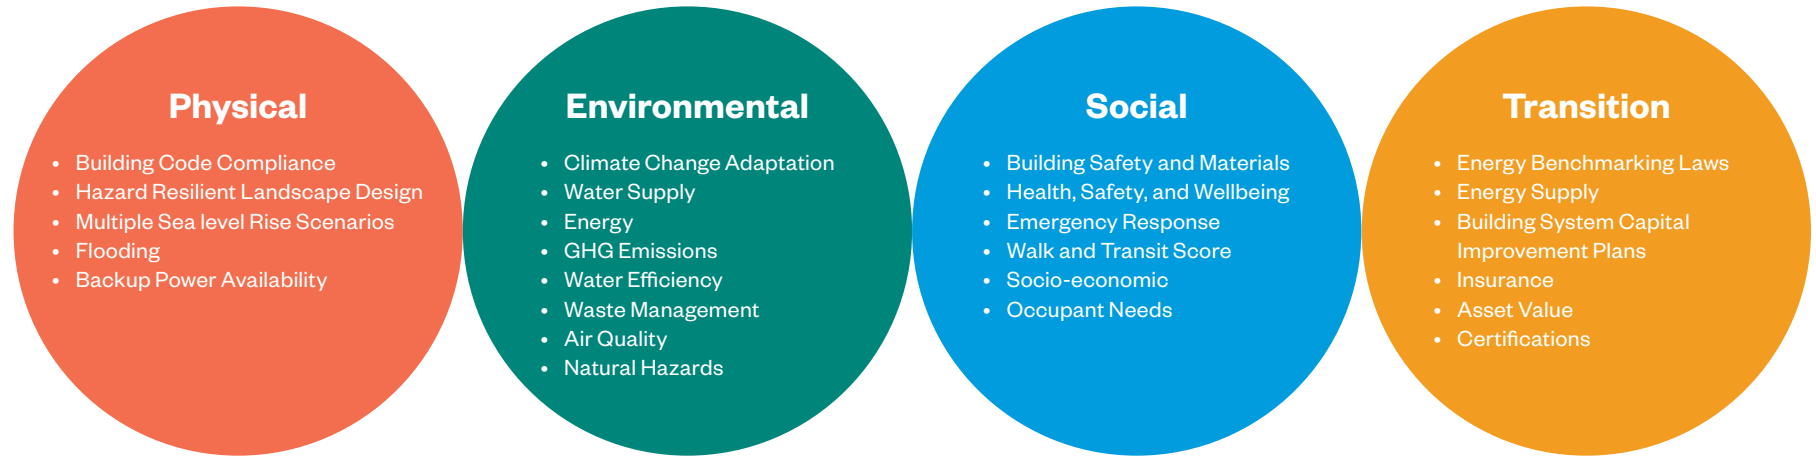 Physical
• Building Code Compliance
• Hazard Resilient Landscape Design
• Multiple Sea level Rise Scenarios
• Flooding
• Backup Power Availability
Environmental
• Climate Change Adaptation
• Water Supply
• Energy
• GHG Emissions
• Water Efficiency
• Waste Management
• Air Quality
• Natural Hazards
Social
• Building Safety and Materials
• Health, Safety, and Wellbeing
• Emergency Response
• Walk and Transit Score
• Socio-economic
• Occupant Needs
Transition
• Energy Benchmarking Laws
• Energy Supply
• Building System Capital
Improvement Plans
• Insurance
• Asset Value
• Certifications